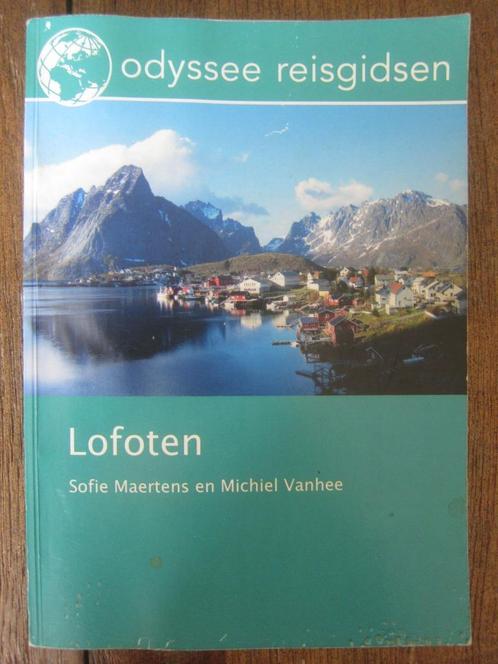 odyssee reisgidsen
Lofoten
Sofie Maertens en Michiel Vanhee